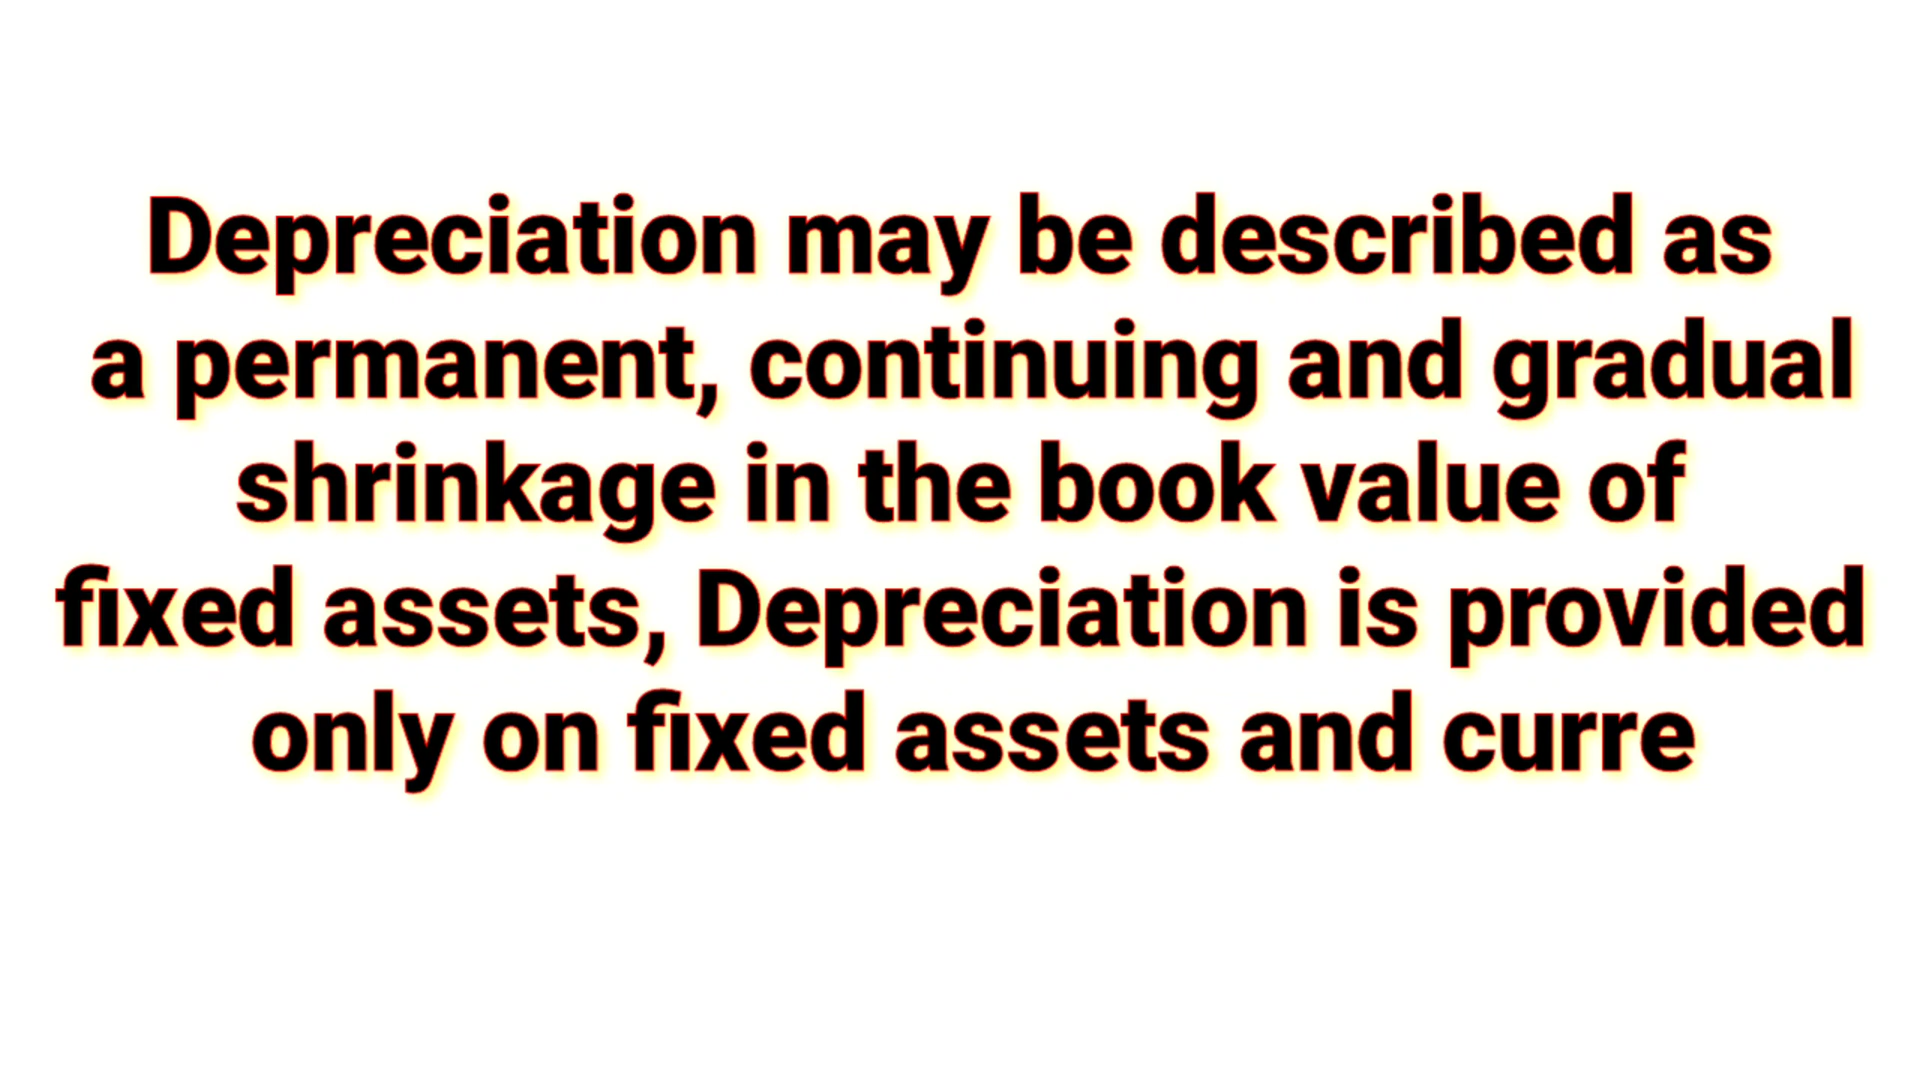 Depreciation may be described as
a permanent, continuing and gradual
shrinkage in the book value of
fixed assets, Depreciation is provided
only on fixed assets and curre